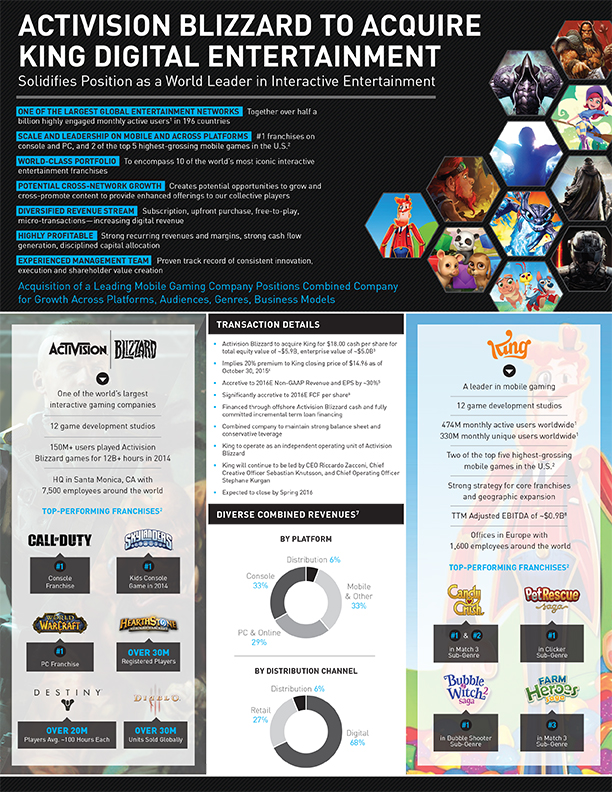 ACTIVISION BLIZZARD TO ACQUIRE
KING DIGITAL ENTERTAINMENT
Solidifies Position as a World Leader in Interactive Entertainment
ONE OF THE LARGEST GLOBAL ENTERTAINMENT NETWORKS Together over half a
billion highly engaged monthly active users¹ in 196 countries
SCALE AND LEADERSHIP ON MOBILE AND ACROSS PLATFORMS #1 franchises on
console and PC, and 2 of the top 5 highest-grossing mobile games in the U.S.²
WORLD-CLASS PORTFOLIO To encompass 10 of the world's most iconic interactive
entertainment franchises
POTENTIAL CROSS-NETWORK GROWTH Creates potential opportunities to grow and
cross-promote content to provide enhanced offerings to our collective players
DIVERSIFIED REVENUE STREAM Subscription, upfront purchase, free-to-play,
micro-transactions—increasing digital revenue
HIGHLY PROFITABLE Strong recurring revenues and margins, strong cash flow
generation, disciplined capital allocation
EXPERIENCED MANAGEMENT TEAM Proven track record of consistent innovation,
execution and shareholder value creation
Acquisition of a Leading Mobile Gaming Company Positions Combined Company
for Growth Across Platforms, Audiences, Genres, Business Models
ACTIVISION BLIZZARD
One of the world's largest
interactive gaming companies
12 game development studios
150M+ users played Activision
Blizzard games for 12B+ hours in 2014
HQ in Santa Monica, CA with
7,500 employees around the world
TOP-PERFORMING FRANCHISES²
CALL OF DUTY
#1
Console
Franchise
SKYLANDERS
#1
Kids Console
Game in 2014
WORLD OF WARCRAFT
#1
PC Franchise
HEARTHSTONE
OVER 30M
Registered Players
DESTINY
OVER 20M
Players Avg. ~100 Hours Each
DIABLO
OVER 30M
Units Sold Globally
TRANSACTION DETAILS
• Activision Blizzard to acquire King for $18.00 cash per share for
total equity value of ~$5.9B, enterprise value of ~$5.0B³
• Implies 20% premium to King closing price of $14.96 as of
October 30, 2015⁴
• Accretive to 2016E Non-GAAP Revenue and EPS by ~30%⁵
• Significantly accretive to 2016E FCF per share⁶
• Financed through offshore Activision Blizzard cash and fully
committed incremental term loan financing
• Combined company to maintain strong balance sheet and
conservative leverage
• King to operate as an independent operating unit of Activision
Blizzard
• King will continue to be led by CEO Riccardo Zacconi, Chief
Creative Officer Sebastian Knutsson, and Chief Operating Officer
Stephane Kurgan
• Expected to close by Spring 2016
DIVERSE COMBINED REVENUES⁷
BY PLATFORM
Distribution 6%
Console
33%
Mobile
& Other
33%
PC & Online
29%
BY DISTRIBUTION CHANNEL
Distribution 6%
Retail
27%
Digital
68%
King
A leader in mobile gaming
12 game development studios
474M monthly active users worldwide¹
330M monthly unique users worldwide¹
Two of the top five highest-grossing
mobile games in the U.S.²
Strong strategy for core franchises
and geographic expansion
TTM Adjusted EBITDA of ~$0.9B⁸
Offices in Europe with
1,600 employees around the world
TOP-PERFORMING FRANCHISES²
Candy Crush
#1 & #2
in Match 3
Sub-Genre
Pet Rescue saga
#1
in Clicker
Sub-Genre
Bubble Witch 2 saga
#1
in Bubble Shooter
Sub-Genre
FARM Heroes saga
#3
in Match 3
Sub-Genre